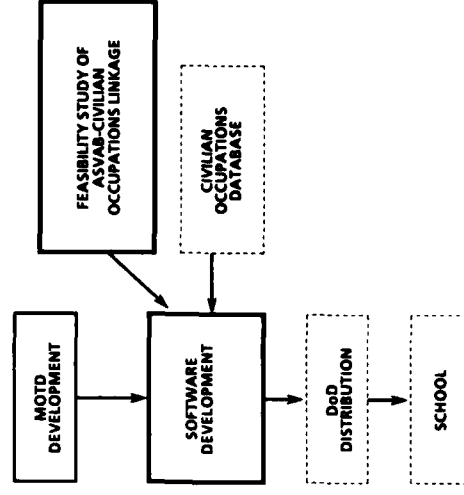 MOTD
DEVELOPMENT
FEASIBILITY STUDY OF
ASVAB-CIVILIAN
OCCUPATIONS LINKAGE
SOFTWARE
DEVELOPMENT
CIVILIAN
OCCUPATIONS
DATABASE
DoD
DISTRIBUTION
SCHOOL